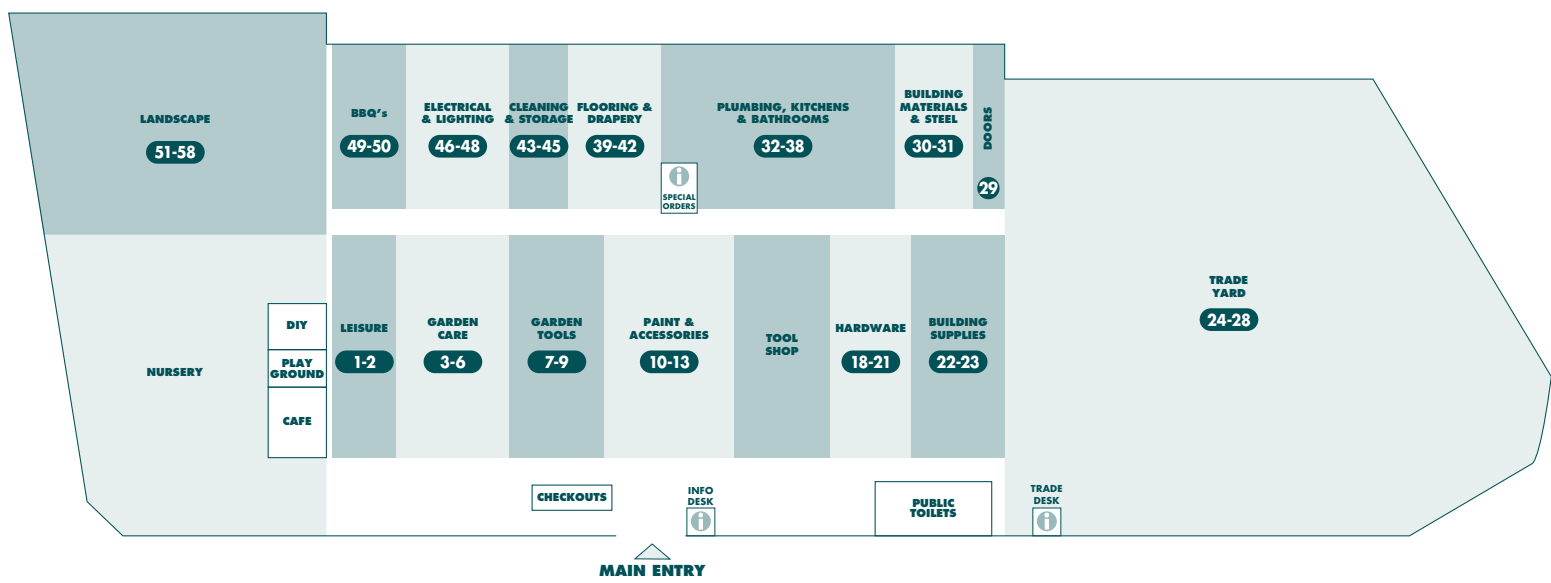 LANDSCAPE
51-58
BBQ's
49-50
ELECTRICAL
& LIGHTING
46-48
CLEANING
& STORAGE
43-45
FLOORING &
DRAPERY
39-42
PLUMBING, KITCHENS
& BATHROOMS
32-38
BUILDING
MATERIALS
& STEEL
30-31
DOORS
29
i
SPECIAL
ORDERS
NURSERY
DIY
PLAY
GROUND
CAFE
LEISURE
1-2
GARDEN
CARE
3-6
GARDEN
TOOLS
7-9
PAINT &
ACCESSORIES
10-13
TOOL
SHOP
HARDWARE
18-21
BUILDING
SUPPLIES
22-23
TRADE
YARD
24-28
CHECKOUTS
INFO
DESK
i
PUBLIC
TOILETS
TRADE
DESK
i
MAIN ENTRY